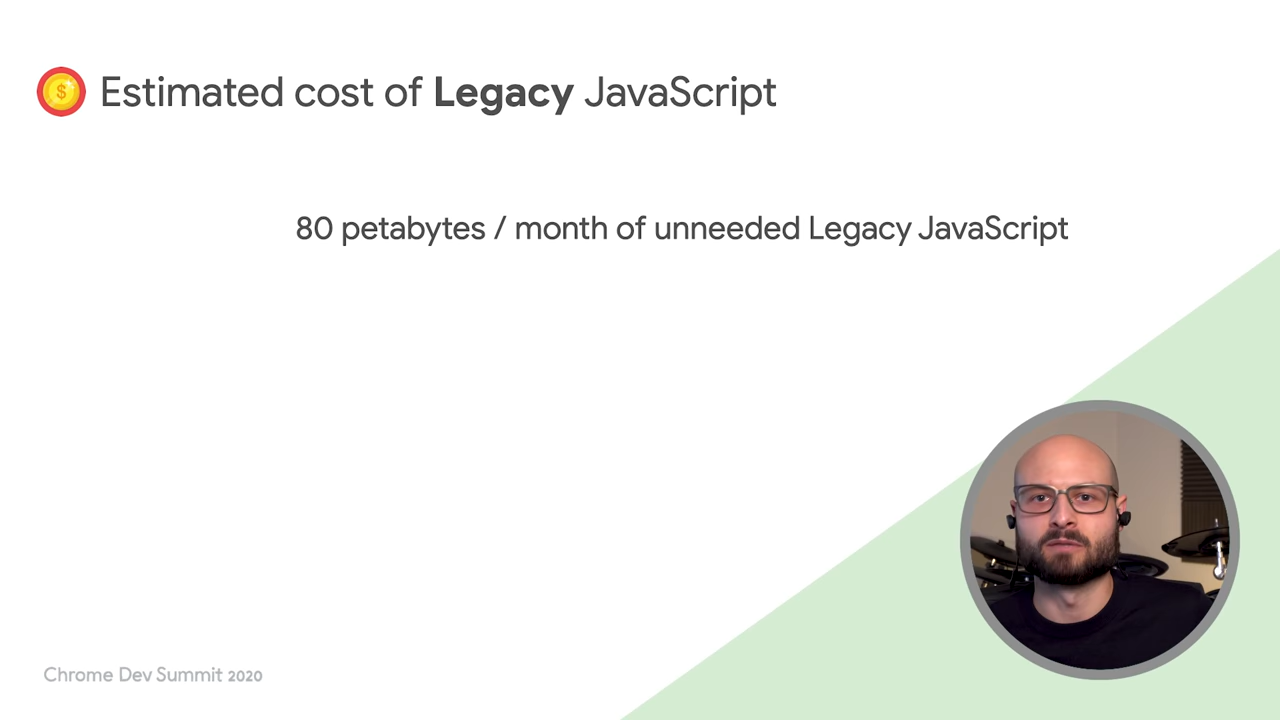 $ Estimated cost of Legacy JavaScript
80 petabytes / month of unneeded Legacy JavaScript
Chrome Dev Summit 2020